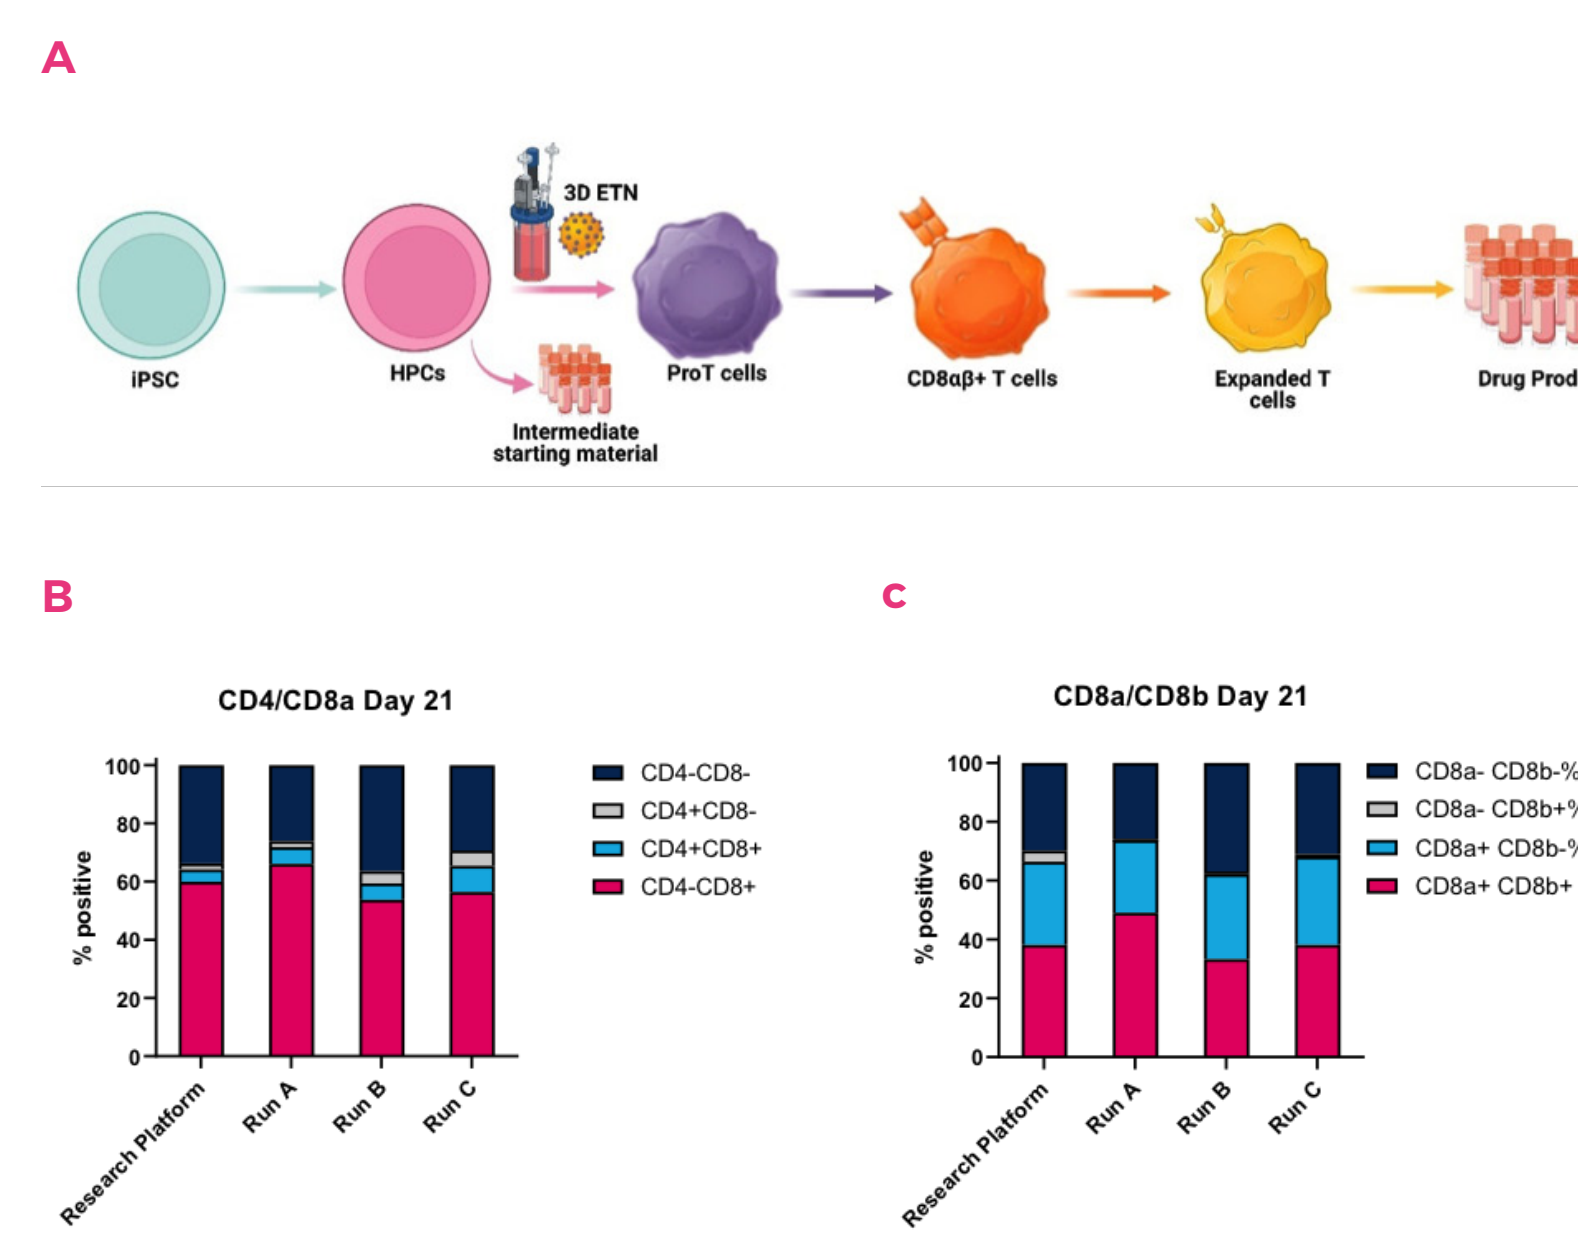 A
3D ETN
iPSC
HPCs
ProT cells
CD8αβ+ T cells
Expanded T
cells
Drug Prod
Intermediate
starting material
B
c
CD4/CD8a Day 21
% positive
100
80
60
40
20
0
Research Platform
Run A
Run B
Run C
CD4-CD8-
CD4+CD8-
CD4+CD8+
CD4-CD8+
CD8a/CD8b Day 21
% positive
100
80
60
40
20
0
Research Platform
Run A
Run B
Run C
CD8a- CD8b-%
CD8a- CD8b+%
CD8a+ CD8b-%
CD8a+ CD8b+